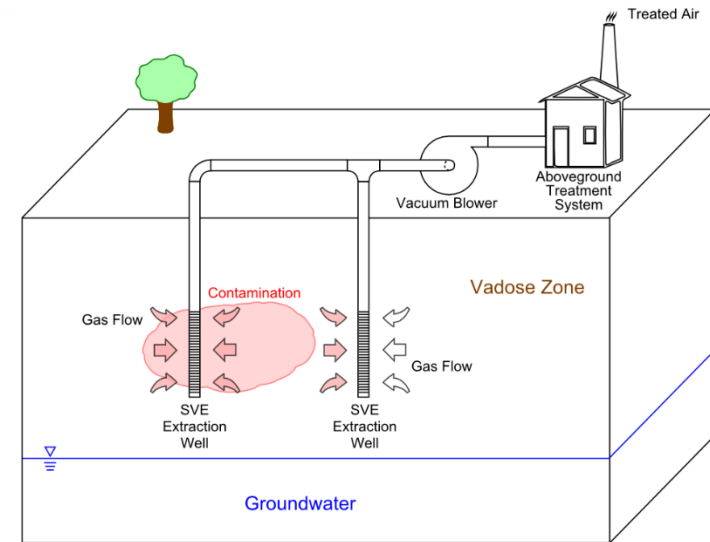 Treated Air
Aboveground
Treatment
System
Vacuum Blower
Contamination
Vadose Zone
Gas Flow
Gas Flow
SVE
Extraction
Well
SVE
Extraction
Well
Groundwater